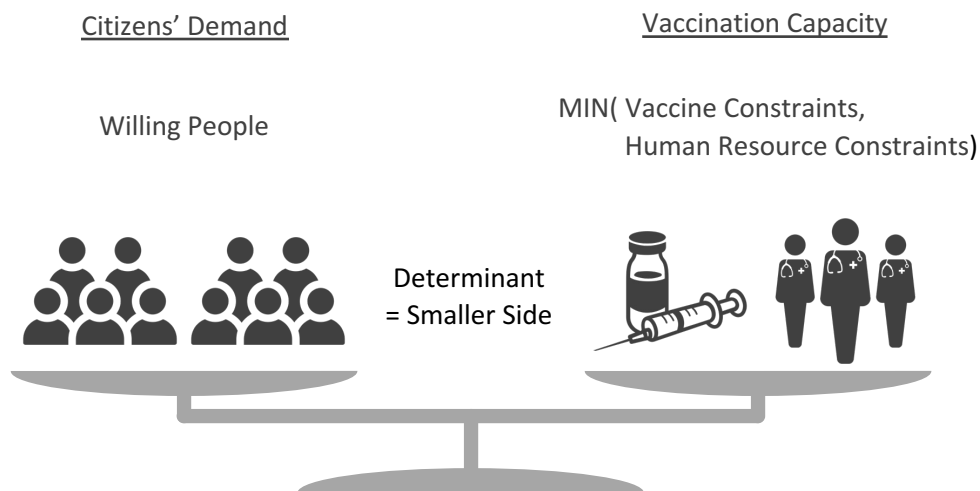 Citizens’ Demand
Vaccination Capacity
Willing People
MIN( Vaccine Constraints,
Human Resource Constraints)
Determinant
= Smaller Side